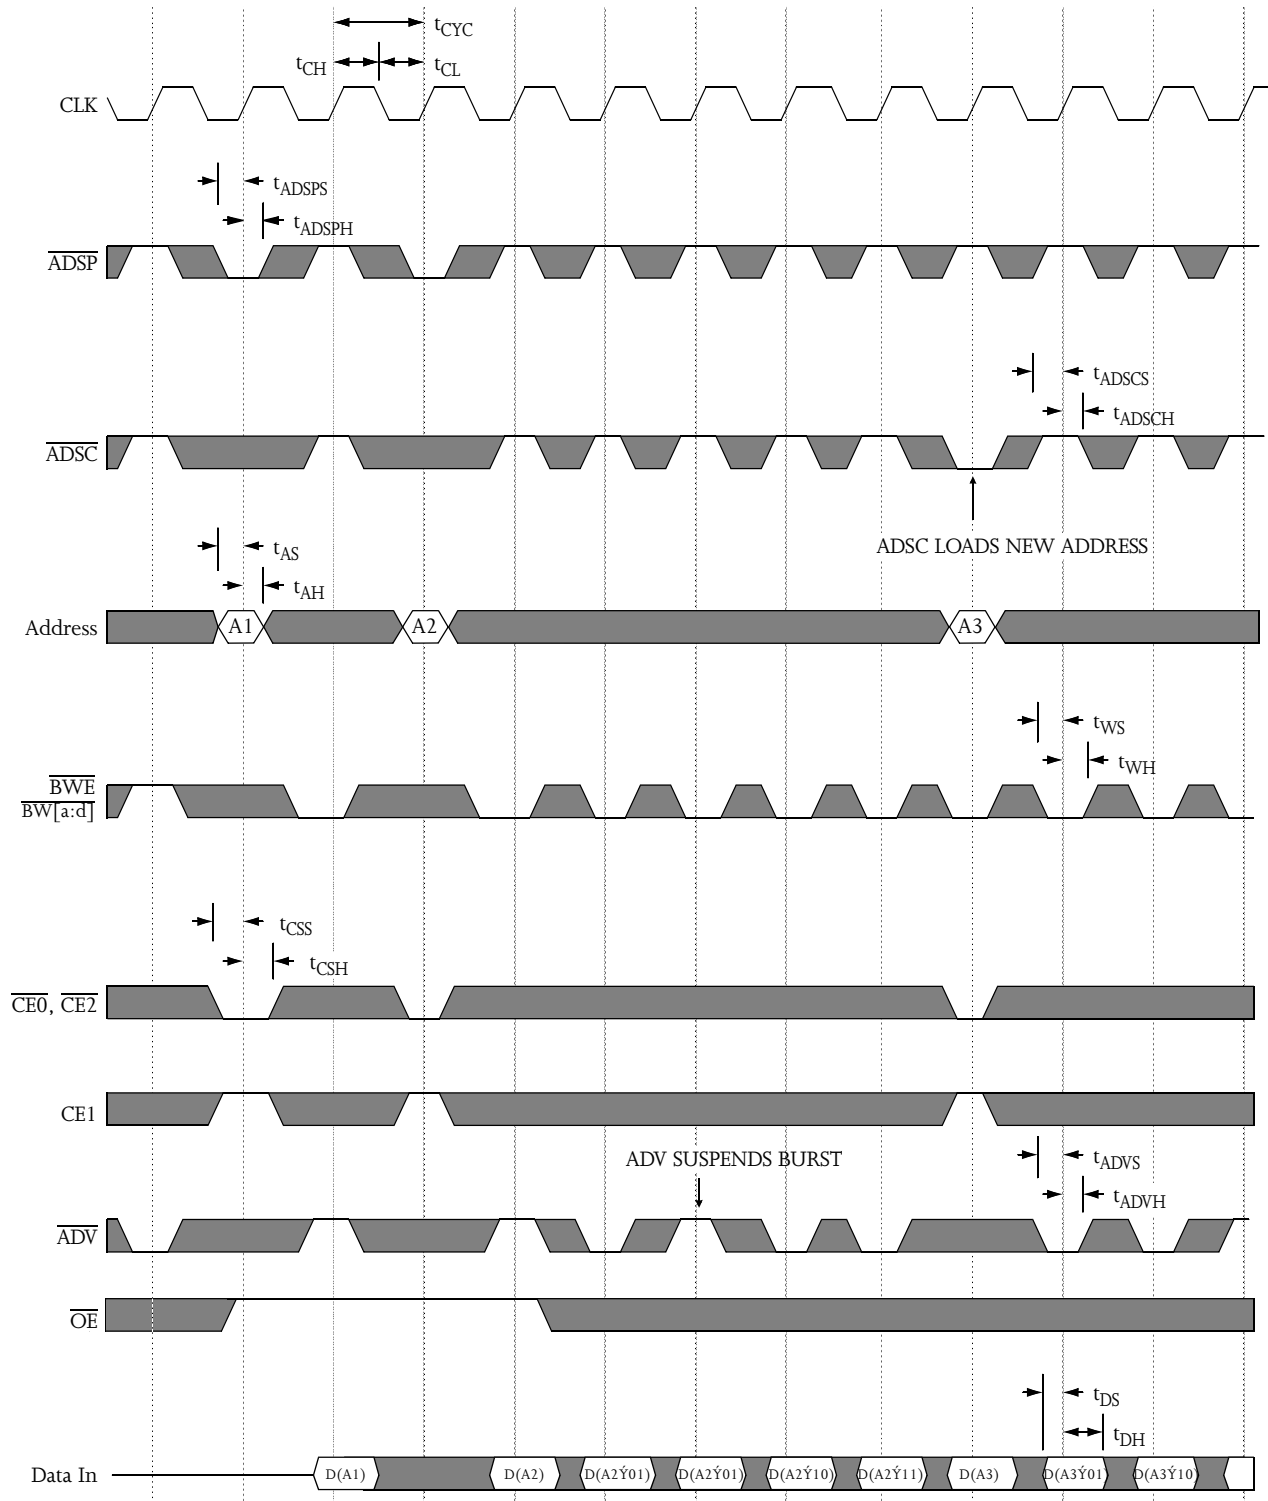 tCYC
tCH
tCL
CLK
tADSPS
tADSPH
ADSP
tADSCS
tADSCH
ADSC
ADSC LOADS NEW ADDRESS
tAS
tAH
Address
A1
A2
A3
tWS
tWH
BWE
BW[a:d]
tCSS
tCSH
CE0, CE2
CE1
ADV SUSPENDS BURST
tADVS
tADVH
ADV
OE
tDS
tDH
Data In
D(A1)
D(A2)
D(A2Ý01)
D(A2Ý01)
D(A2Ý10)
D(A2Ý11)
D(A3)
D(A3Ý01)
D(A3Ý10)